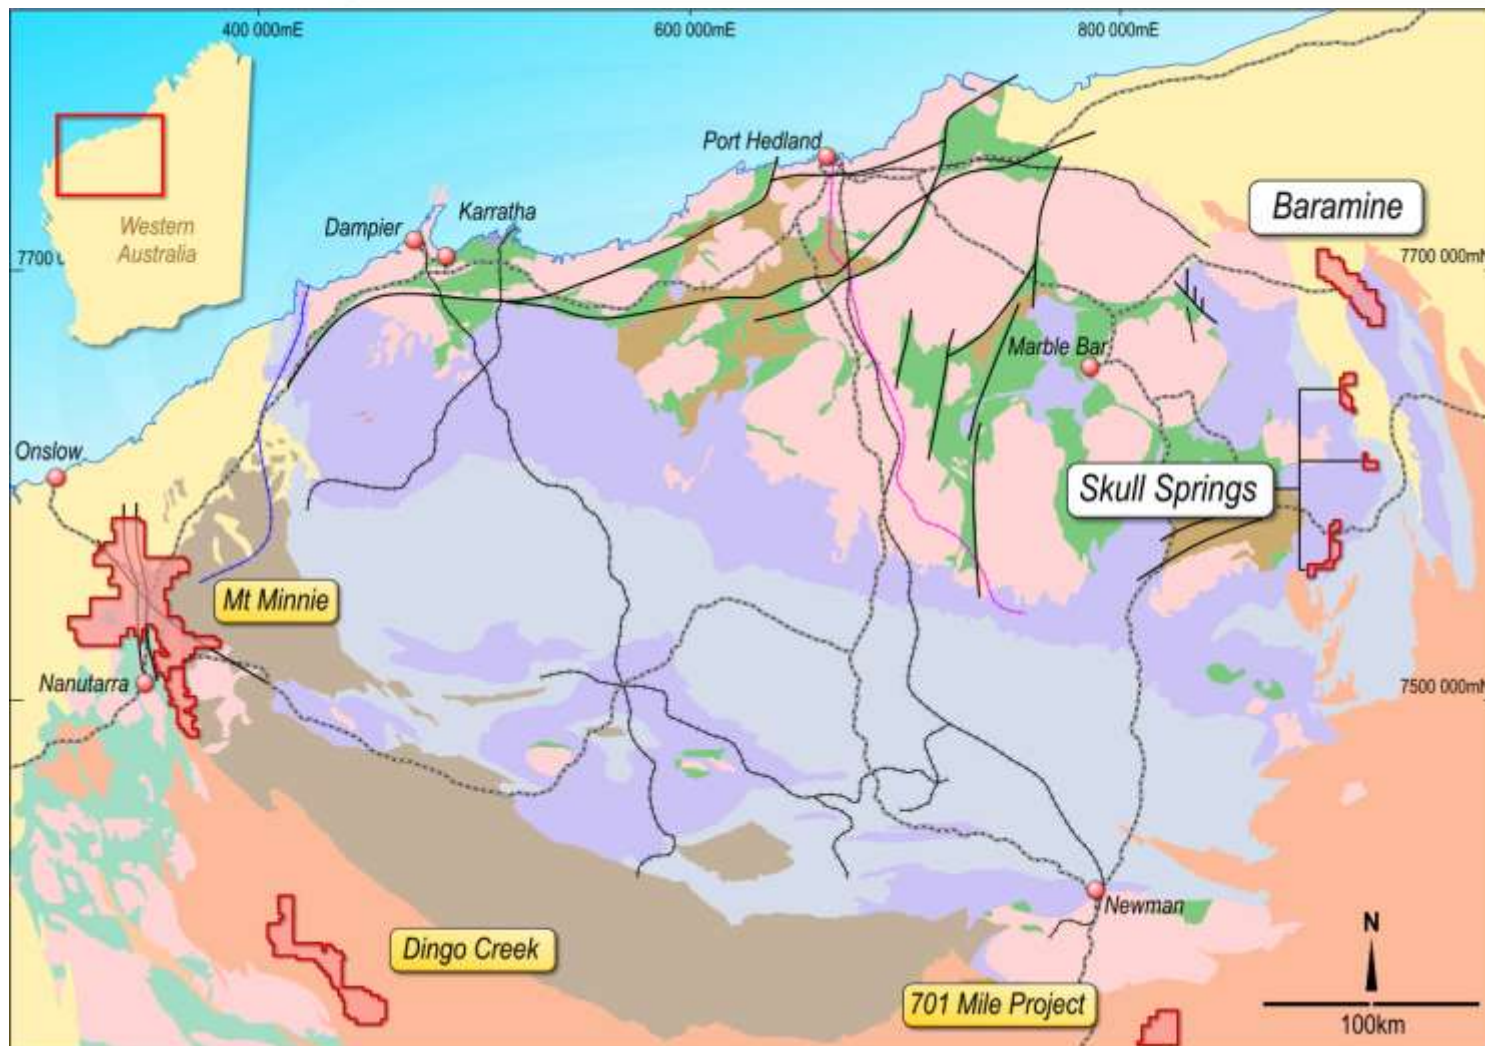 400 000mE
600 000mE
800 000mE
Port Hedland
Baramine
Dampier
Karratha
Western
Australia
7700 0
7700 000mN
Marble Bar
Onslow
Skull Springs
Mt Minnie
Nanutarra
7500 000mN
Newman
N
Dingo Creek
701 Mile Project
100km